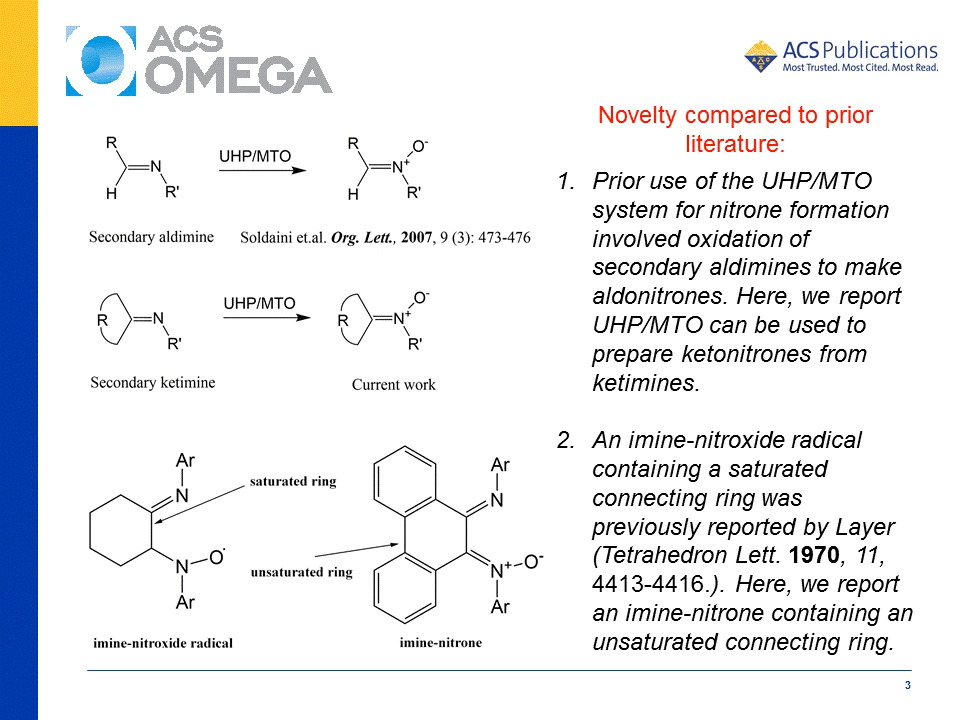 ACS
OMEGA
ACS Publications
Most Trusted. Most Cited. Most Read.
Novelty compared to prior
literature:
R
H
N
R'
UHP/MTO
R
H
N+
O-
R'
Secondary aldimine
Soldaini et.al. Org. Lett., 2007, 9 (3): 473-476
R
N
R'
UHP/MTO
R
N+
O-
R'
Secondary ketimine
Current work
Ar
N
saturated ring
N
O·
Ar
imine-nitroxide radical
Ar
N
unsaturated ring
N+
O-
Ar
imine-nitrone
1. Prior use of the UHP/MTO
system for nitrone formation
involved oxidation of
secondary aldimines to make
aldonitrones. Here, we report
UHP/MTO can be used to
prepare ketonitrones from
ketimines.
2. An imine-nitroxide radical
containing a saturated
connecting ring was
previously reported by Layer
(Tetrahedron Lett. 1970, 11,
4413-4416.). Here, we report
an imine-nitrone containing an
unsaturated connecting ring.
3